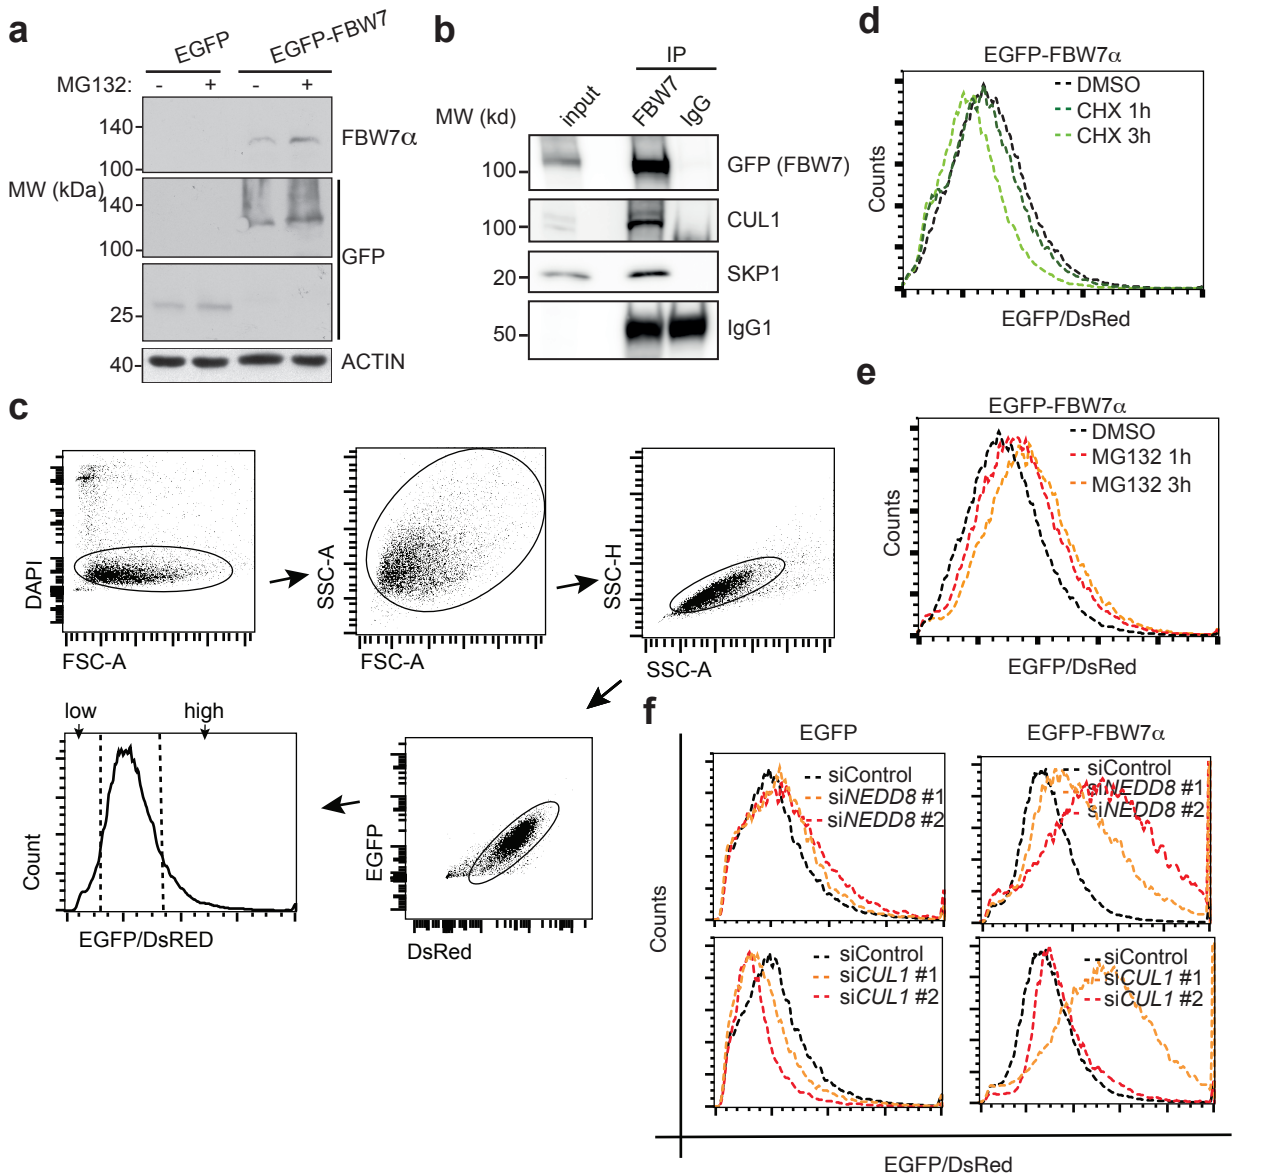 a
EGFP
EGFP-FBW7
MG132:
-
+
-
+
140
100
FBW7α
MW (kDa)
140
100
GFP
25
40
ACTIN
b
IP
MW (kd)
input
FBW7
IgG
100
GFP (FBW7)
100
CUL1
20
SKP1
50
IgG1
c
DAPI
FSC-A
SSC-A
FSC-A
SSC-H
SSC-A
low
high
Count
EGFP/DsRED
EGFP
DsRed
d
EGFP-FBW7α
DMSO
CHX 1h
CHX 3h
Counts
EGFP/DsRed
e
EGFP-FBW7α
DMSO
MG132 1h
MG132 3h
Counts
EGFP/DsRed
f
EGFP
EGFP-FBW7α
siControl
siNEDD8 #1
siNEDD8 #2
siControl
siNEDD8 #1
siNEDD8 #2
Counts
siControl
siCUL1 #1
siCUL1 #2
siControl
siCUL1 #1
siCUL1 #2
EGFP/DsRed